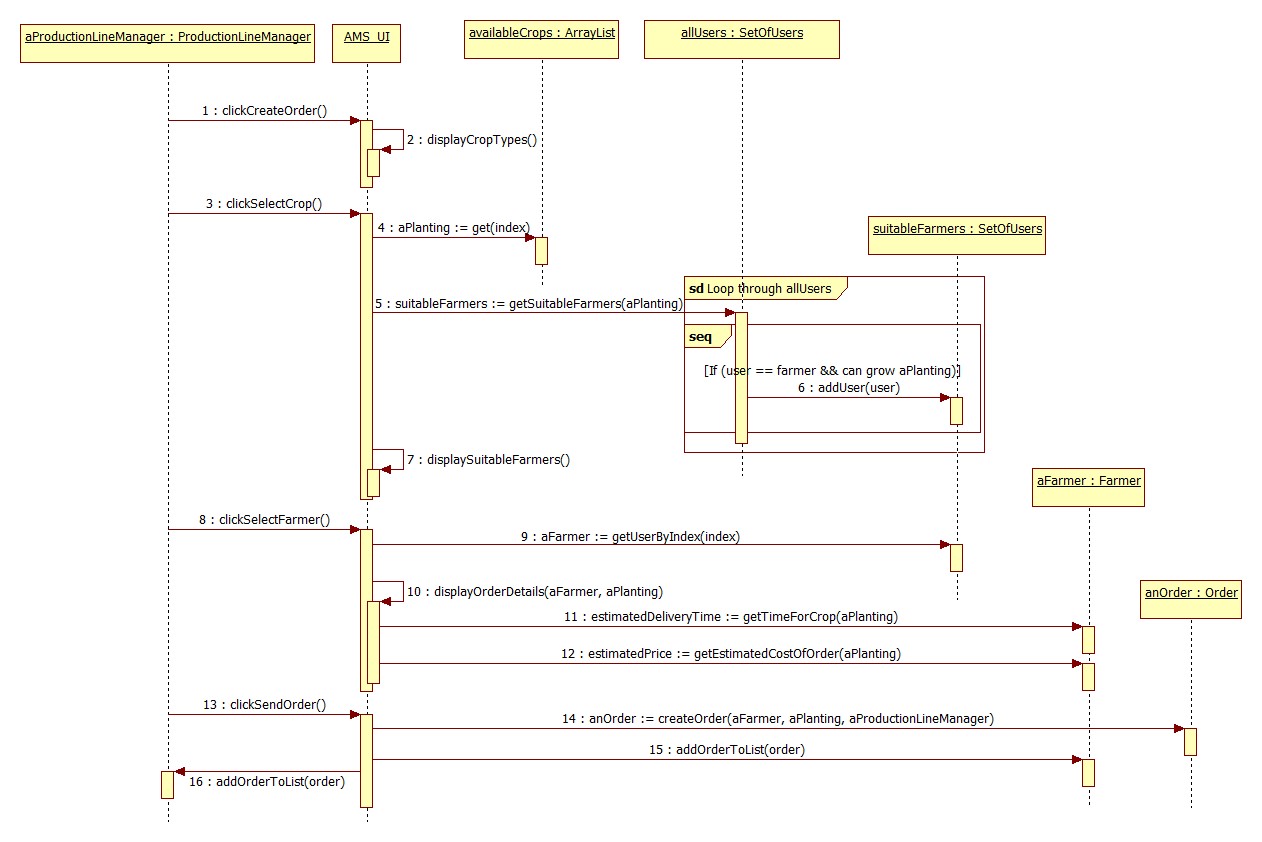 aProductionLineManager : ProductionLineManager
AMS_UI
availableCrops : ArrayList
allUsers : SetOfUsers
1 : clickCreateOrder()
2 : displayCropTypes()
3 : clickSelectCrop()
4 : aPlanting := get(index)
suitableFarmers : SetOfUsers
sd Loop through allUsers
5 : suitableFarmers := getSuitableFarmers(aPlanting)
seq
[If (user == farmer && can grow aPlanting)]
6 : addUser(user)
7 : displaySuitableFarmers()
aFarmer : Farmer
8 : clickSelectFarmer()
9 : aFarmer := getUserByIndex(index)
10 : displayOrderDetails(aFarmer, aPlanting)
anOrder : Order
11 : estimatedDeliveryTime := getTimeForCrop(aPlanting)
12 : estimatedPrice := getEstimatedCostOfOrder(aPlanting)
13 : clickSendOrder()
14 : anOrder := createOrder(aFarmer, aPlanting, aProductionLineManager)
15 : addOrderToList(order)
16 : addOrderToList(order)